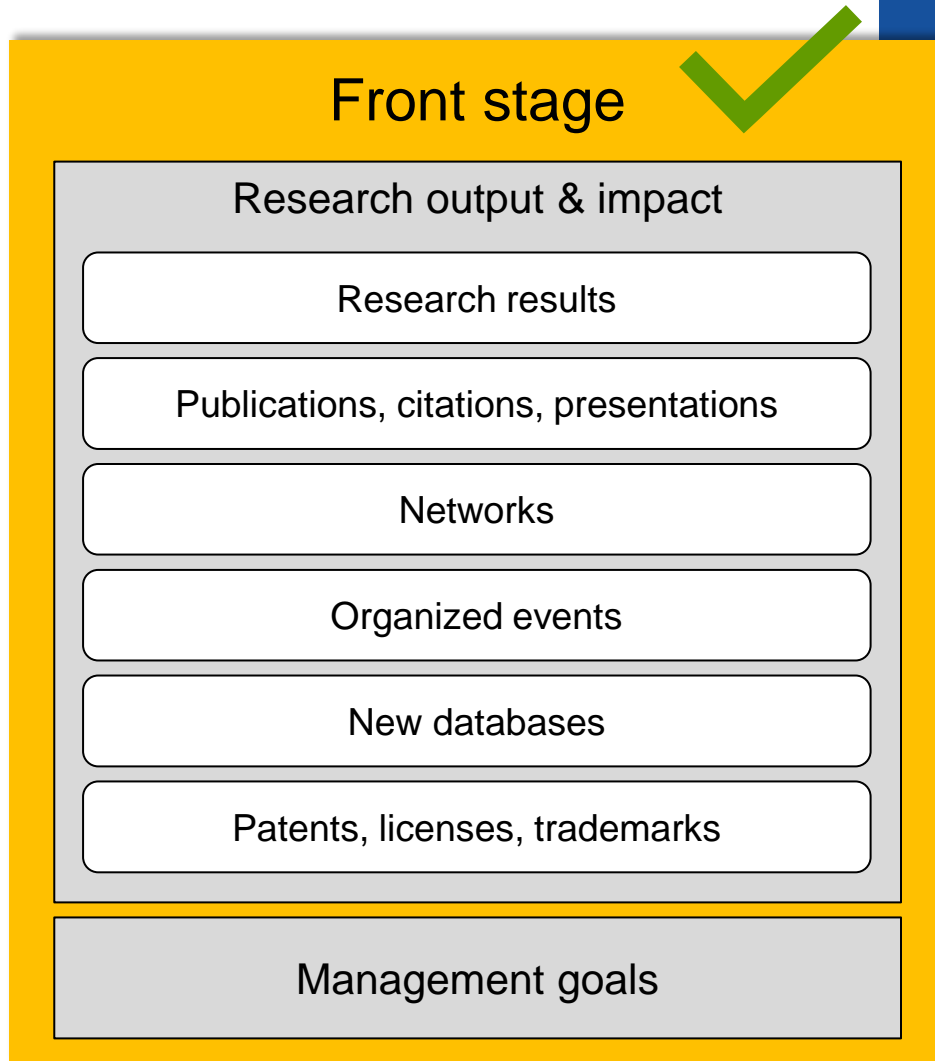 Front stage
Research output & impact
Research results
Publications, citations, presentations
Networks
Organized events
New databases
Patents, licenses, trademarks
Management goals